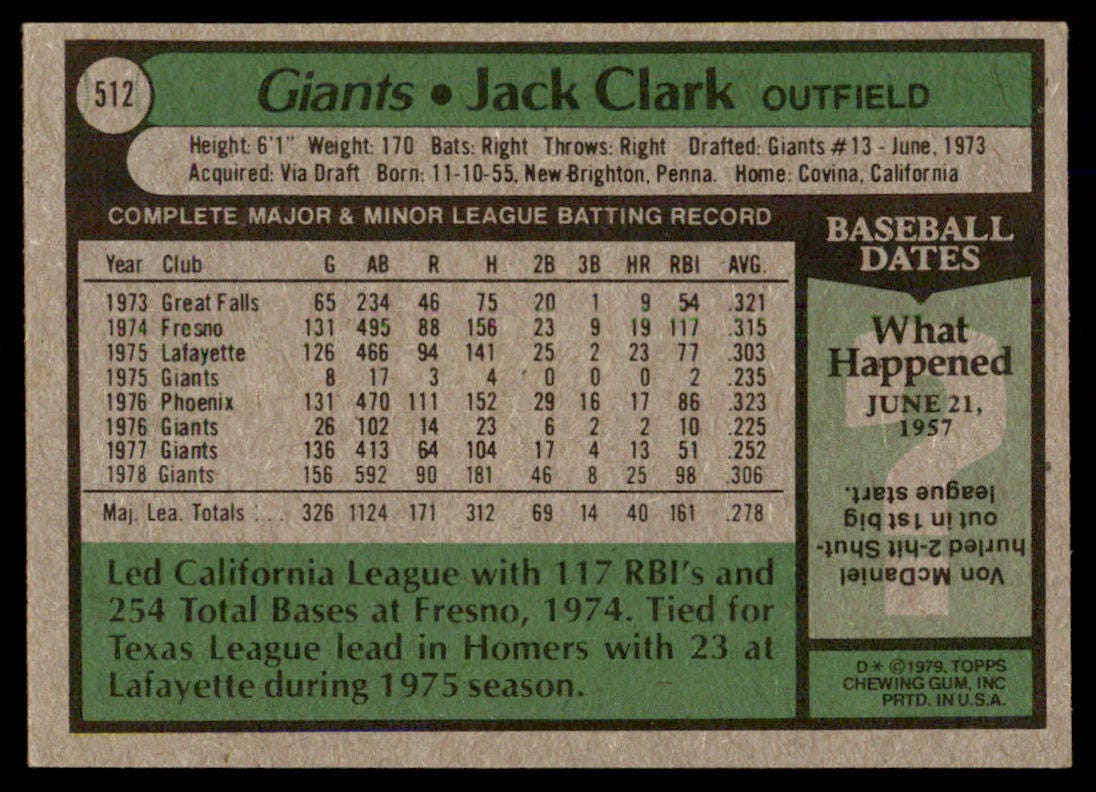 512
Giants • Jack Clark OUTFIELD
Height: 6'1" Weight: 170 Bats: Right Throws: Right Drafted: Giants #13 - June, 1973
Acquired: Via Draft Born: 11-10-55, New Brighton, Penna. Home: Covina, California
COMPLETE MAJOR & MINOR LEAGUE BATTING RECORD
Year Club G AB R H 2B 3B HR RBI AVG.
1973 Great Falls 65 234 46 75 20 1 9 54 .321
1974 Fresno 131 495 88 156 23 9 19 117 .315
1975 Lafayette 126 466 94 141 25 2 23 77 .303
1975 Giants 8 17 3 4 0 0 0 2 .235
1976 Phoenix 131 470 111 152 29 16 17 86 .323
1976 Giants 26 102 14 23 6 2 2 10 .225
1977 Giants 136 413 64 104 17 4 13 51 .252
1978 Giants 156 592 90 181 46 8 25 98 .306
Maj. Lea. Totals ... 326 1124 171 312 69 14 40 161 .278
Led California League with 117 RBI's and
254 Total Bases at Fresno, 1974. Tied for
Texas League lead in Homers with 23 at
Lafayette during 1975 season.
BASEBALL
DATES
What
Happened
JUNE 21,
1957
Von McDaniel
hurled 2-hit Shut-
out in 1st big
league start.
D* ©1979, TOPPS
CHEWING GUM, INC
PRTD. IN U.S.A.